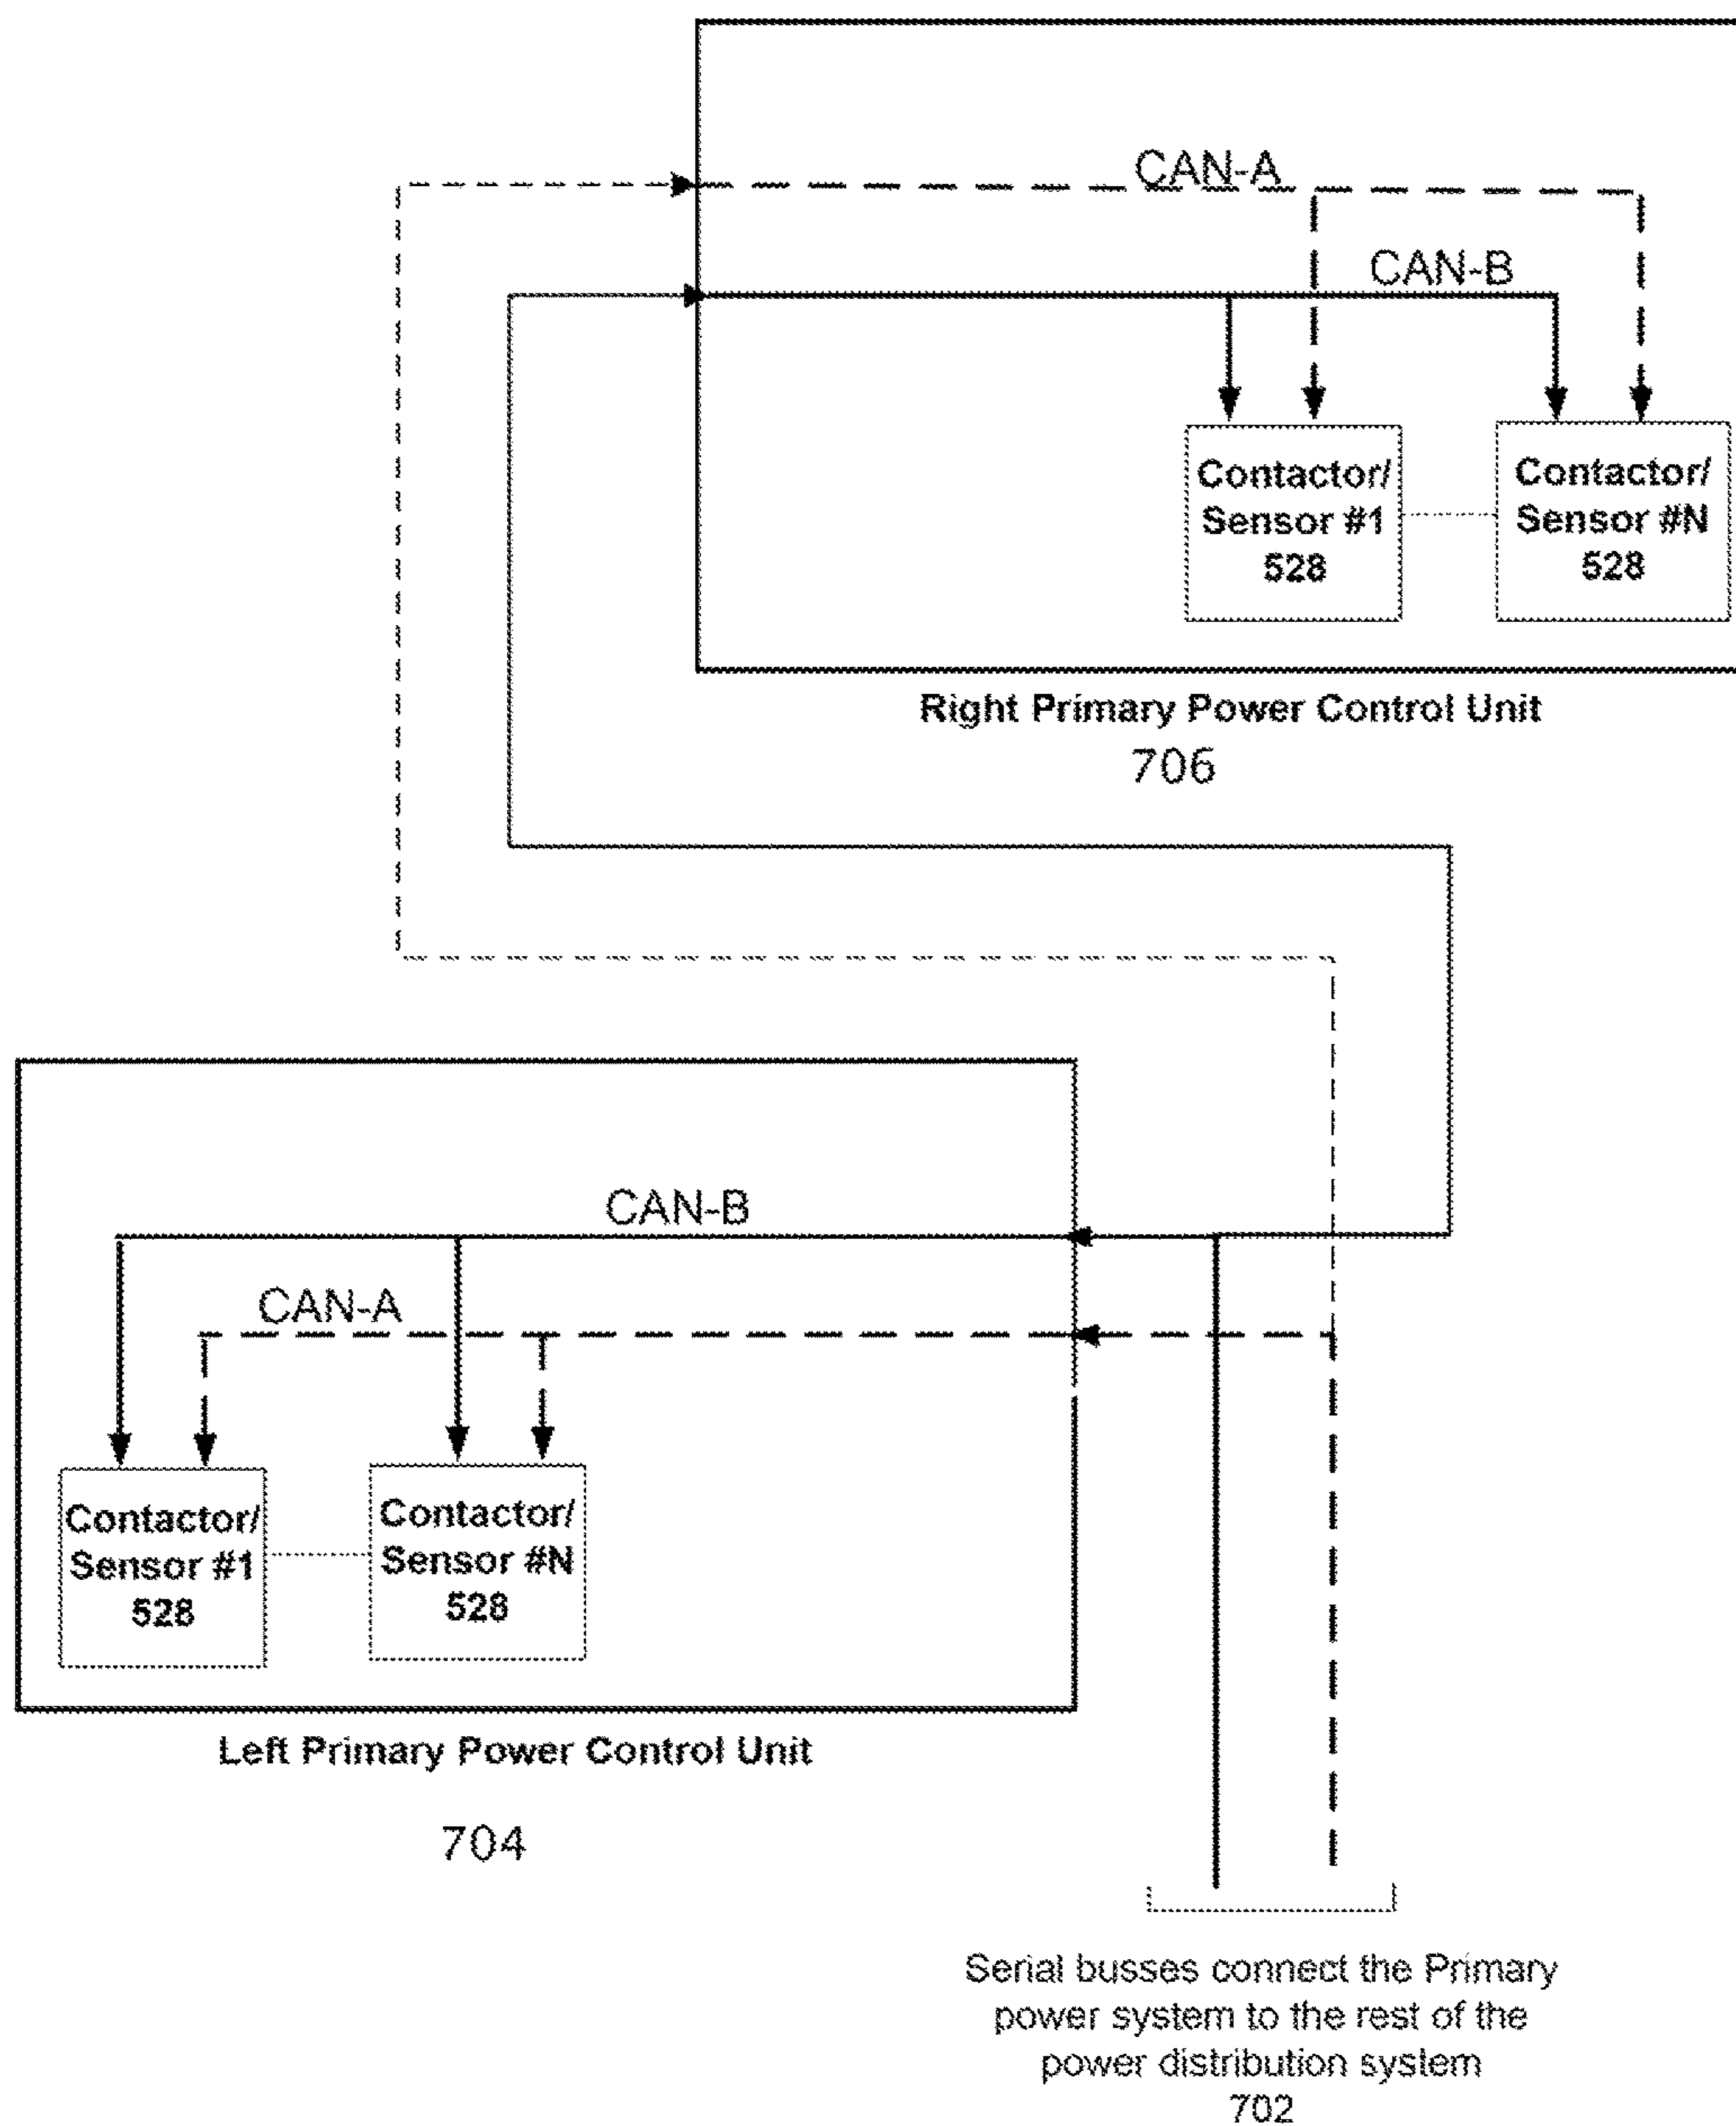 CAN-A
CAN-B
Contactor/
Sensor #1
528
Contactor/
Sensor #N
528
Right Primary Power Control Unit
706
CAN-B
CAN-A
Contactor/
Sensor #1
528
Contactor/
Sensor #N
528
Left Primary Power Control Unit
704
Serial busses connect the Primary
power system to the rest of the
power distribution system
702